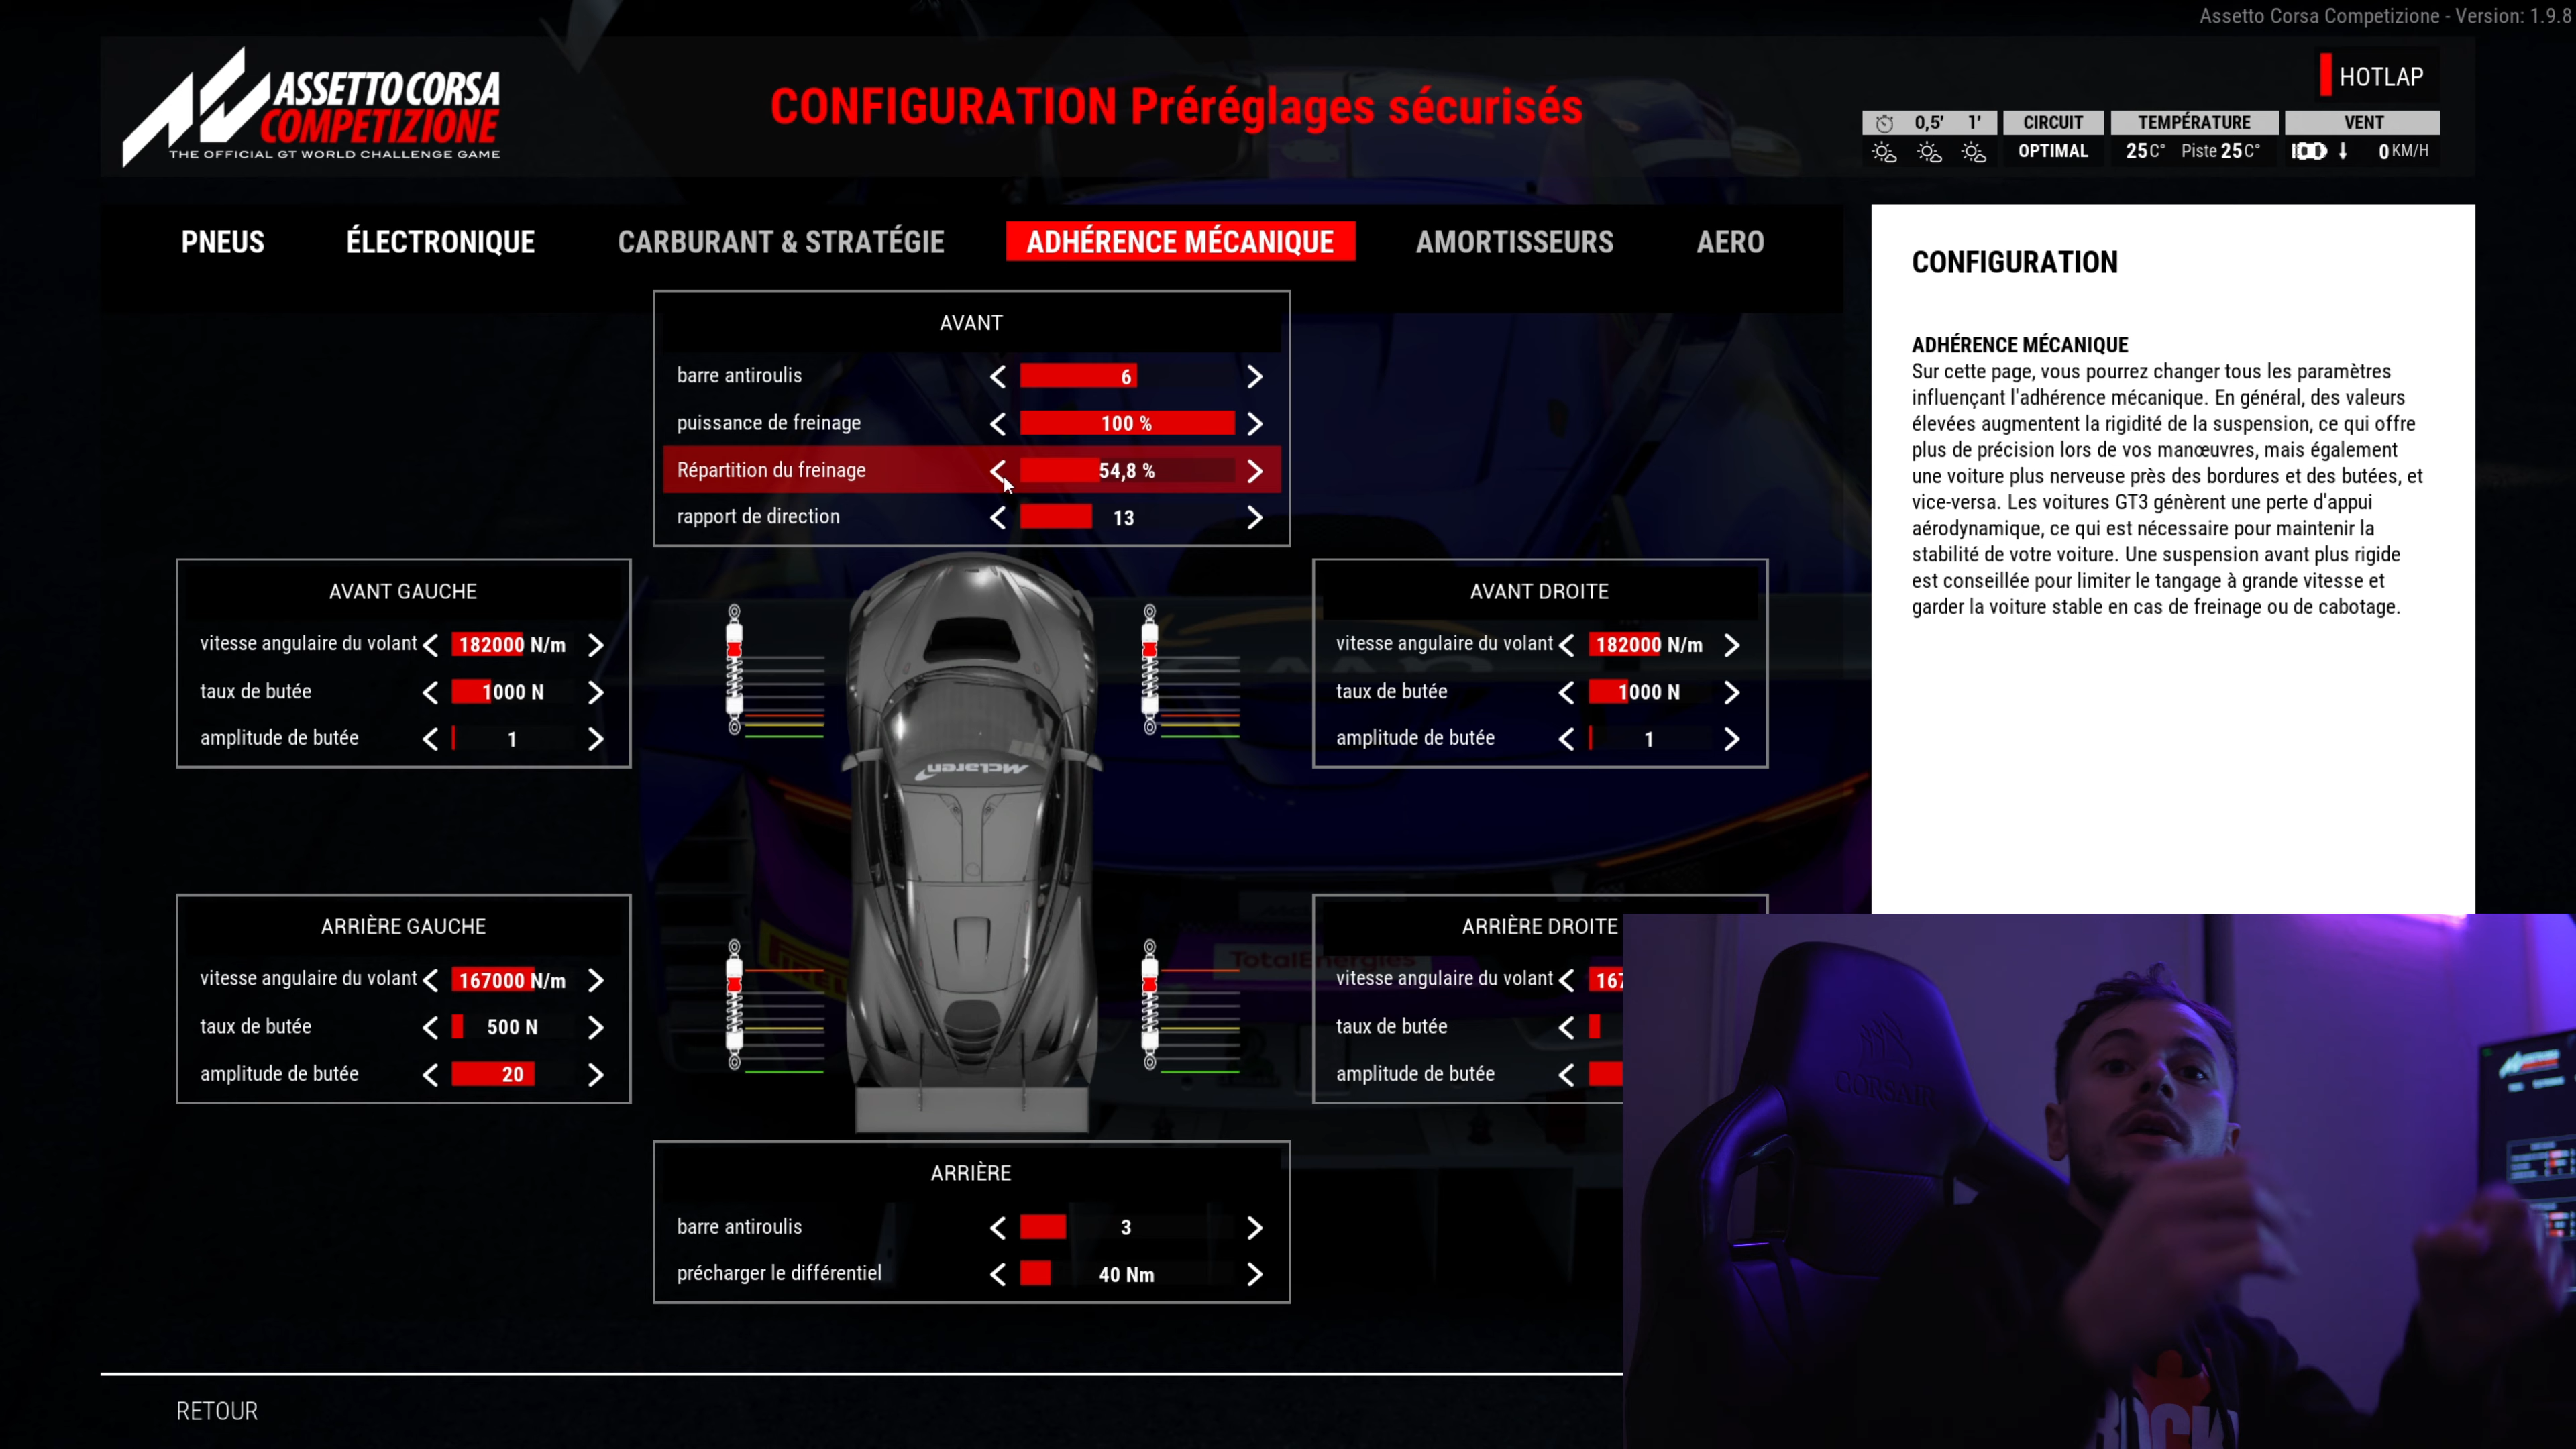 Assetto Corsa Competizione - Version: 1.9.8
ASSETTO CORSA
COMPETIZIONE
THE OFFICIAL GT WORLD CHALLENGE GAME
CONFIGURATION Préréglages sécurisés
HOTLAP
0,5' 1' CIRCUIT TEMPÉRATURE VENT
OPTIMAL 25 C° Piste 25 C° 0 KM/H
PNEUS ÉLECTRONIQUE CARBURANT & STRATÉGIE ADHÉRENCE MÉCANIQUE AMORTISSEURS AERO
AVANT
barre antiroulis 6
puissance de freinage 100 %
Répartition du freinage 54,8 %
rapport de direction 13
AVANT GAUCHE
vitesse angulaire du volant 182000 N/m
taux de butée 1000 N
amplitude de butée 1
AVANT DROITE
vitesse angulaire du volant 182000 N/m
taux de butée 1000 N
amplitude de butée 1
McLaren
ARRIÈRE GAUCHE
vitesse angulaire du volant 167000 N/m
taux de butée 500 N
amplitude de butée 20
ARRIÈRE DROITE
vitesse angulaire du volant 167
taux de butée
amplitude de butée
TotalEnergies
ARRIÈRE
barre antiroulis 3
précharger le différentiel 40 Nm
RETOUR
CONFIGURATION
ADHÉRENCE MÉCANIQUE
Sur cette page, vous pourrez changer tous les paramètres
influençant l'adhérence mécanique. En général, des valeurs
élevées augmentent la rigidité de la suspension, ce qui offre
plus de précision lors de vos manœuvres, mais également
une voiture plus nerveuse près des bordures et des butées, et
vice-versa. Les voitures GT3 génèrent une perte d'appui
aérodynamique, ce qui est nécessaire pour maintenir la
stabilité de votre voiture. Une suspension avant plus rigide
est conseillée pour limiter le tangage à grande vitesse et
garder la voiture stable en cas de freinage ou de cabotage.
CORSAIR